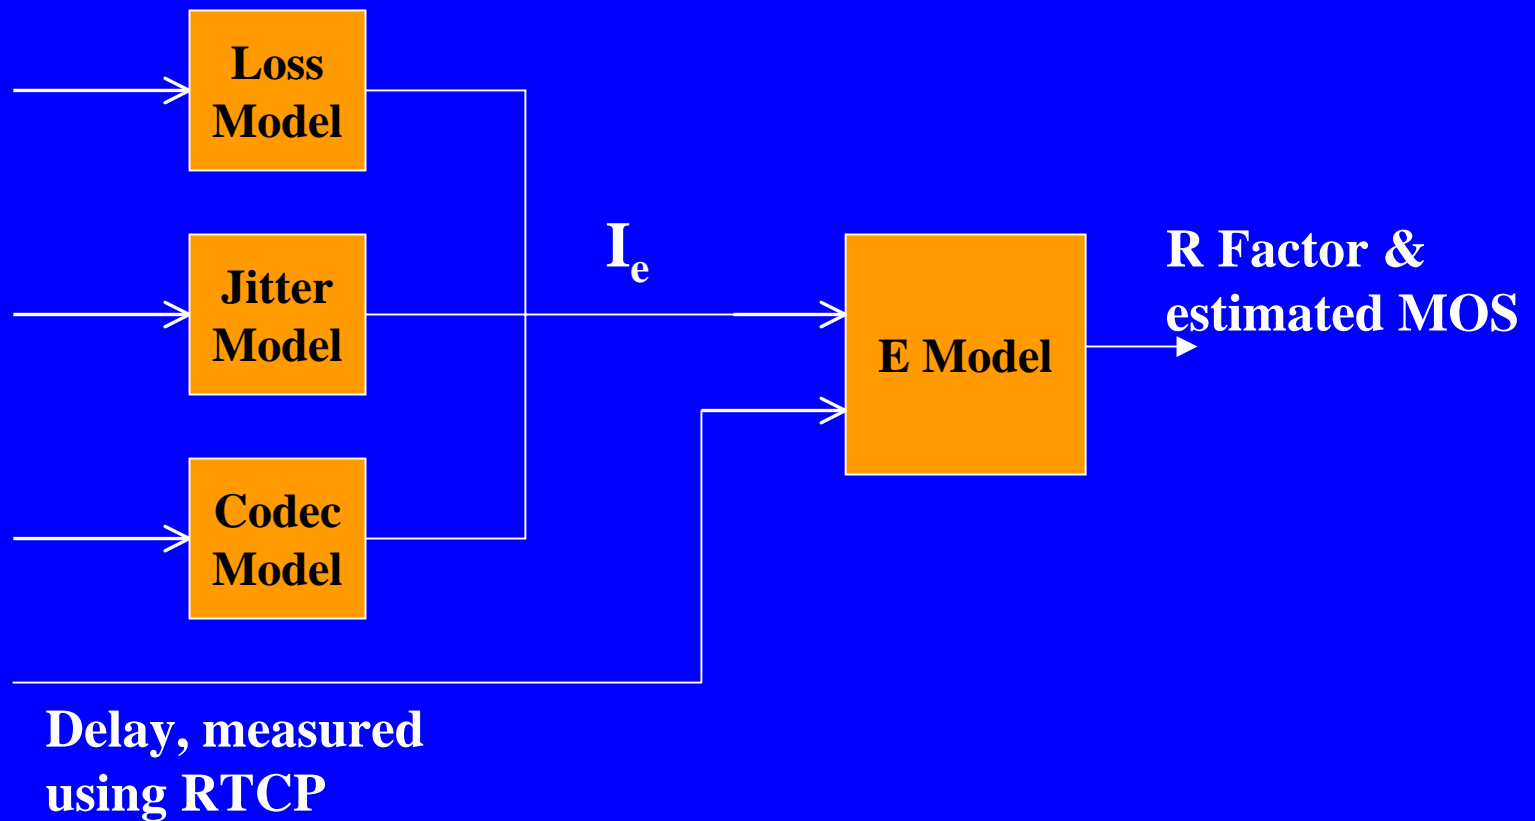 Loss
Model
Jitter
Model
Codec
Model
Ie
E Model
R Factor &
estimated MOS
Delay, measured
using RTCP